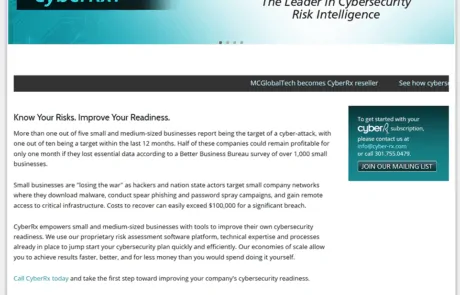 The Leader In Cybersecurity
Risk Intelligence
MCGlobalTech becomes CyberRx reseller See how cybers
Know Your Risks. Improve Your Readiness.
More than one out of five small and medium-sized businesses report being the target of a cyber-attack, with
one out of ten being a target within the last 12 months. Half of these companies could remain profitable for
only one month if they lost essential data according to a Better Business Bureau survey of over 1,000 small
businesses.
Small businesses are "losing the war" as hackers and nation state actors target small company networks
where they download malware, conduct spear phishing and password spray campaigns, and gain remote
access to critical infrastructure. Costs to recover can easily exceed $100,000 for a significant breach.
CyberRx empowers small and medium-sized businesses with tools to improve their own cybersecurity
readiness. We use our proprietary risk assessment software platform, technical expertise and processes
already in place to jump start your cybersecurity plan quickly and efficiently. Our economies of scale allow
you to achieve results faster. better, and for less money than you would spend doing it yourself.
Call CyberRx today and take the first step toward improving your company's cybersecurity readiness.
To get started with your
cyberRx subscription,
please contact us at
info@cyber-rx.com
or call 301.755.0479.
JOIN OUR MAILING LIST